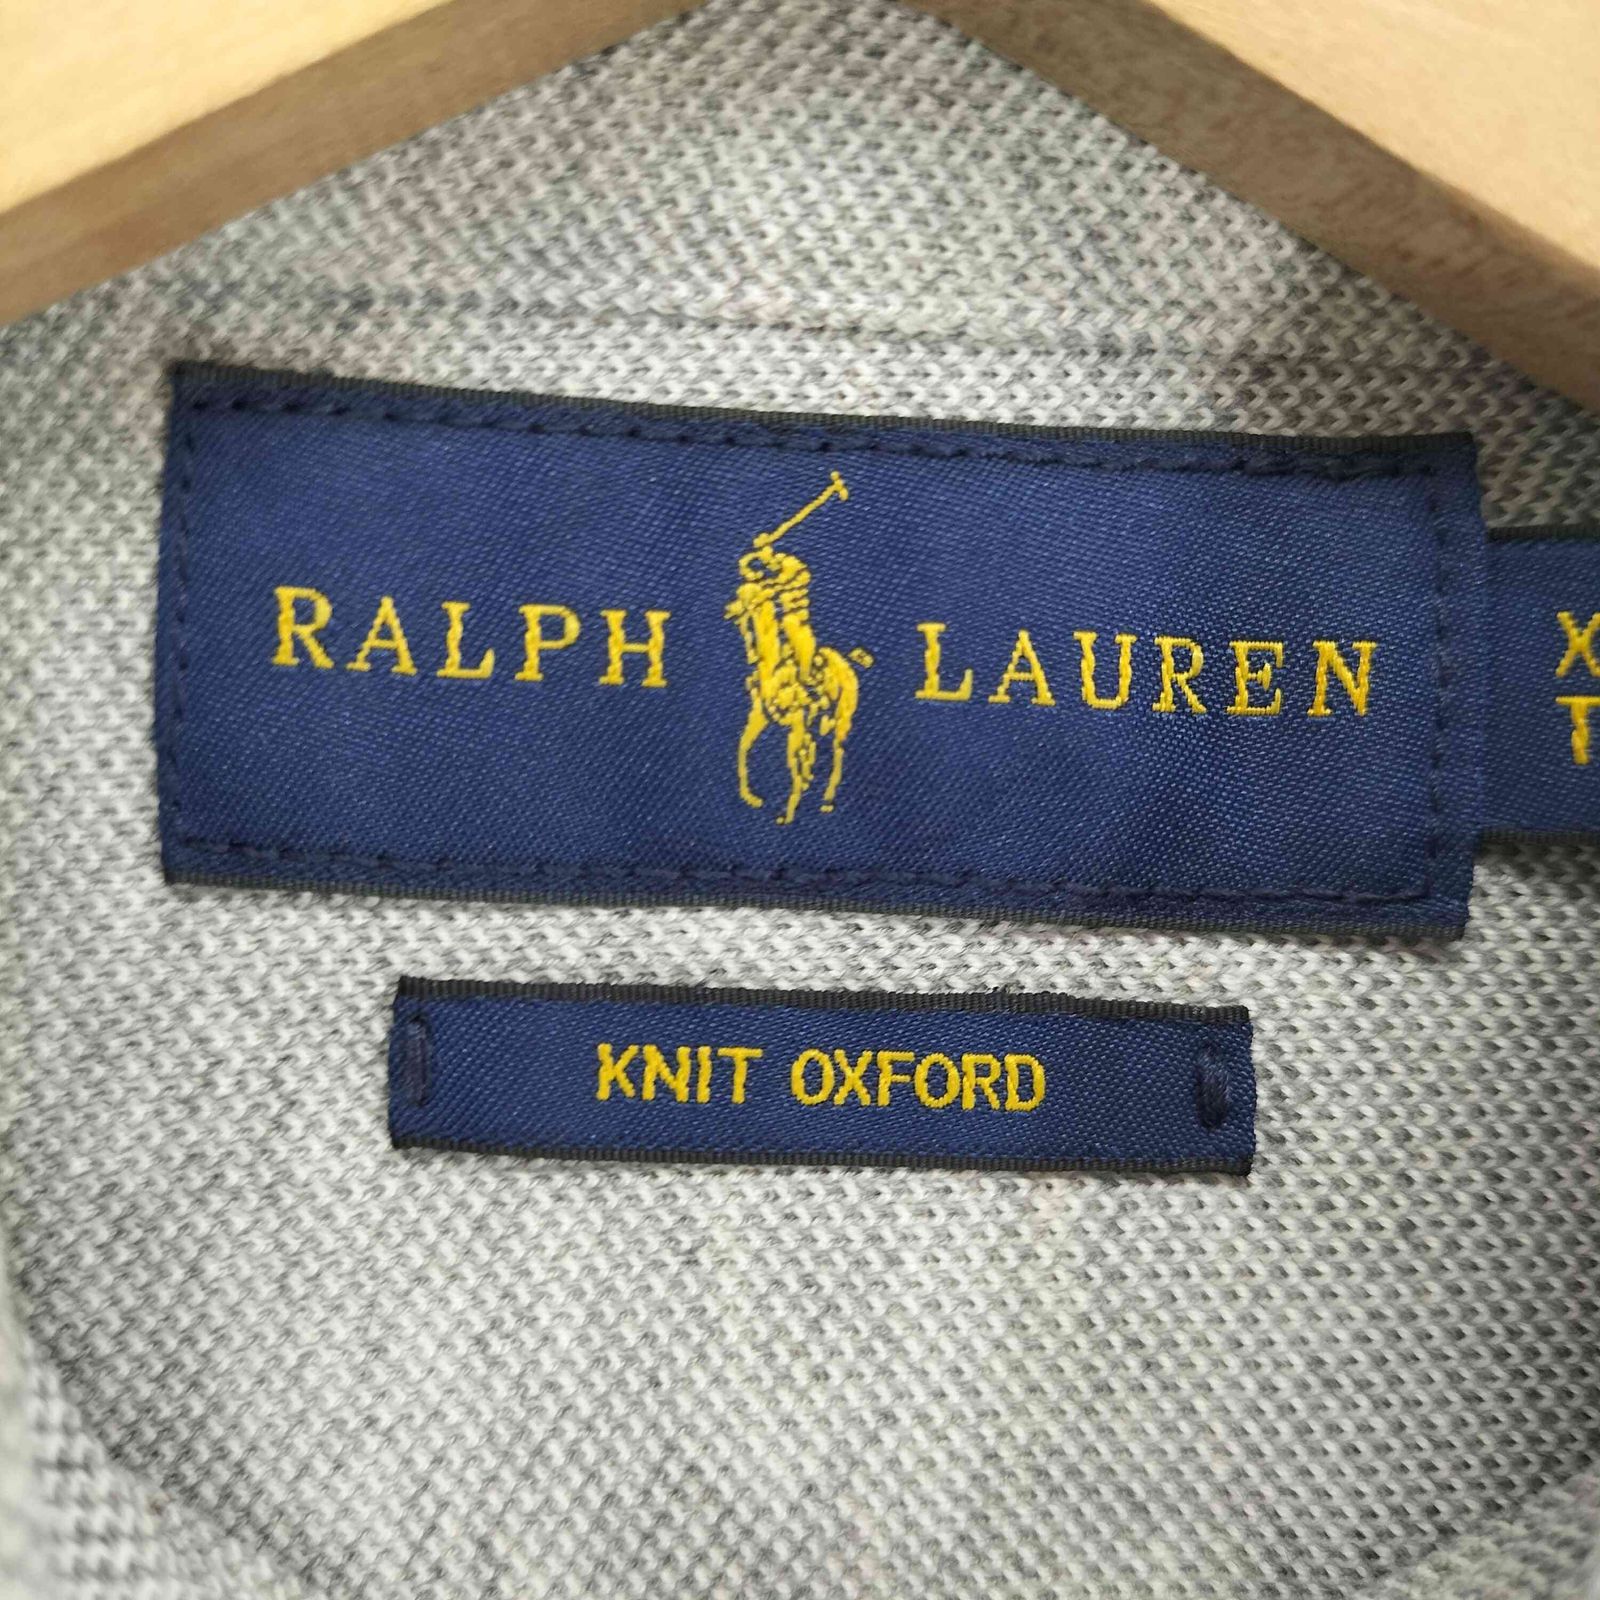 RALPH LAUREN
KNIT OXFORD